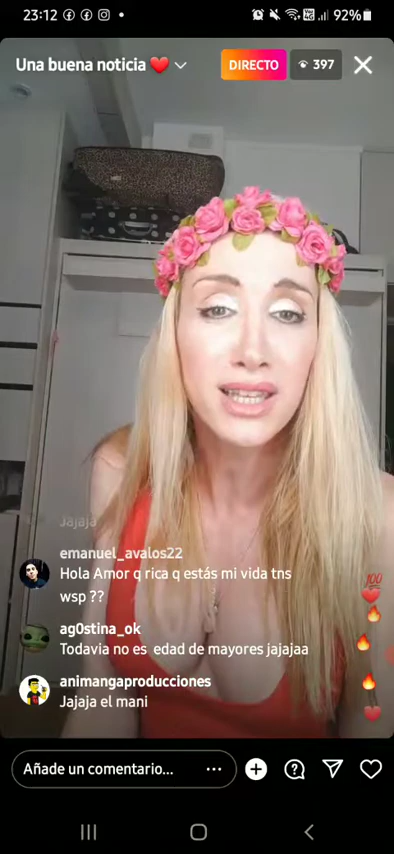 23:12
92%
Una buena noticia ❤️
DIRECTO
397
Jajaja
emanuel_avalos22
Hola Amor q rica q estás mi vida tns
wsp ??
ag0stina_ok
Todavia no es edad de mayores jajajaa
animangaproducciones
Jajaja el mani
💯
Añade un comentario...